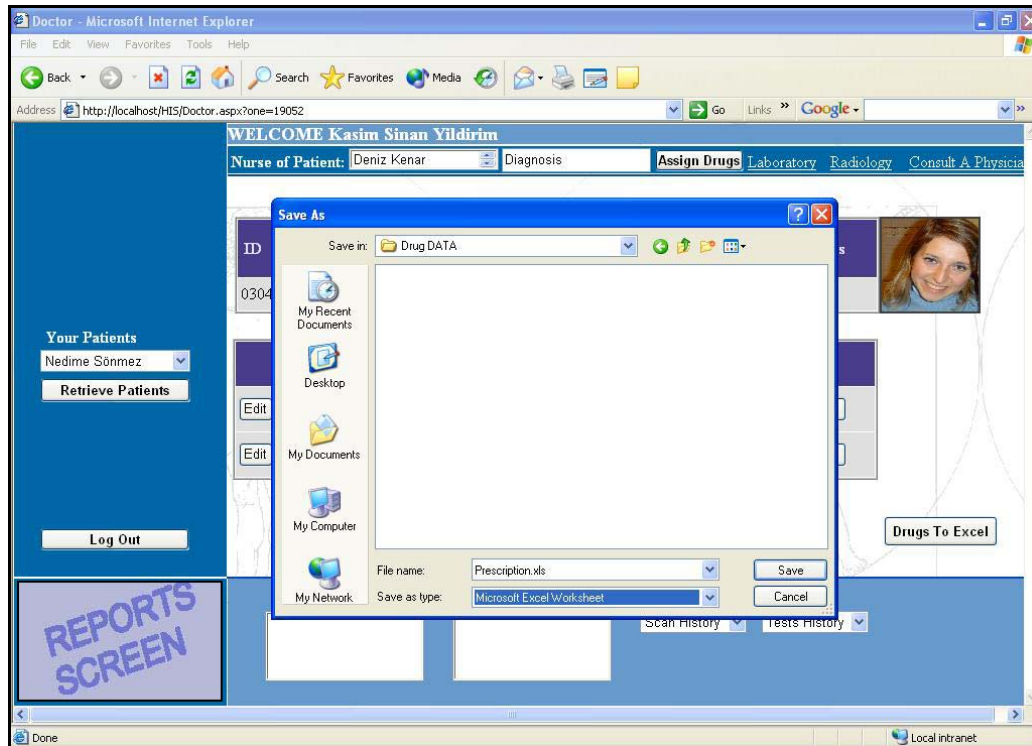 Doctor - Microsoft Internet Explorer
File Edit View Favorites Tools Help
Back Search Favorites Media
Address http://localhost/HIS/Doctor.aspx?one=19052 Go Links » Google -
WELCOME Kasim Sinan Yildirim
Nurse of Patient: Deniz Kenar Diagnosis Assign Drugs Laboratory Radiology Consult A Physicia
Save As
ID Save in: Drug DATA s
0304
My Recent Documents
Your Patients
Nedime Sönmez
Desktop
Retrieve Patients
Edit
Edit My Documents
My Computer
Log Out Drugs To Excel
File name: Prescription.xls Save
My Network Save as type: Microsoft Excel Worksheet Cancel
REPORTS SCREEN
Scan History Tests History
Done Local intranet